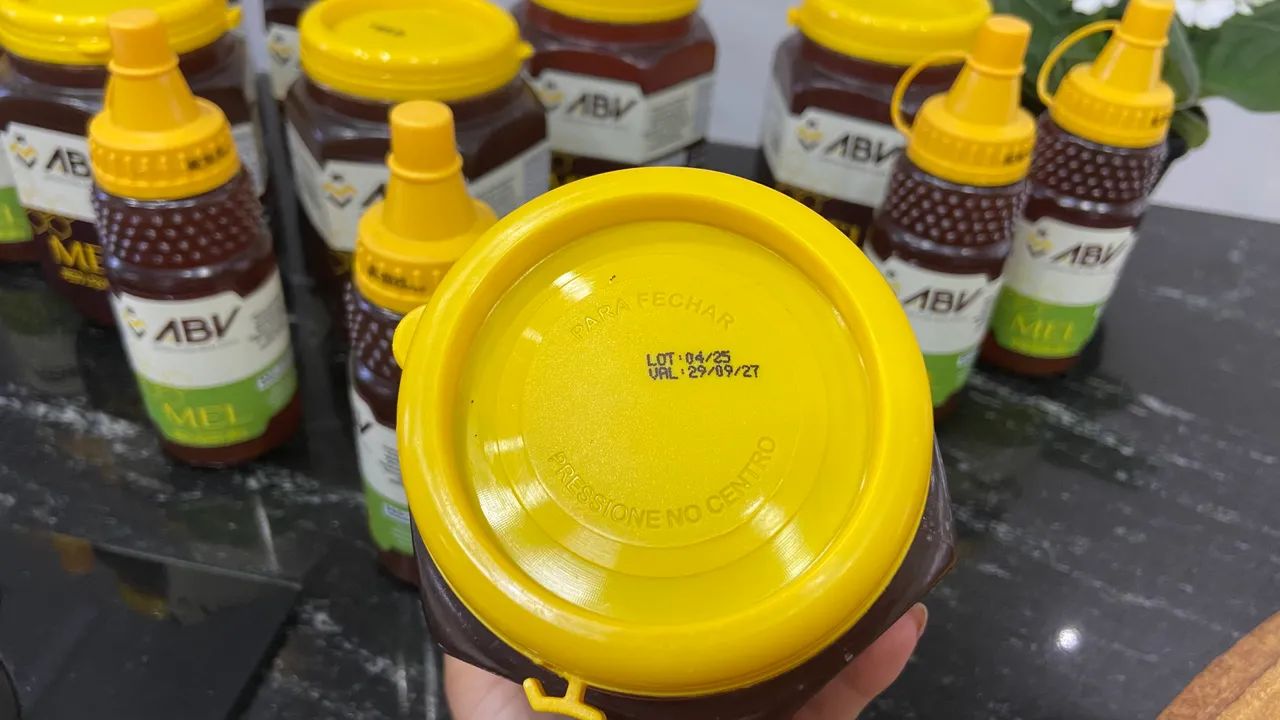 ABV
ABV
ABV
MEL
ABV
MEL
ABV
ABV
MEL
PARA FECHAR
LOT:04/25
VAL:29/09/27
PRESSIONE NO CENTRO